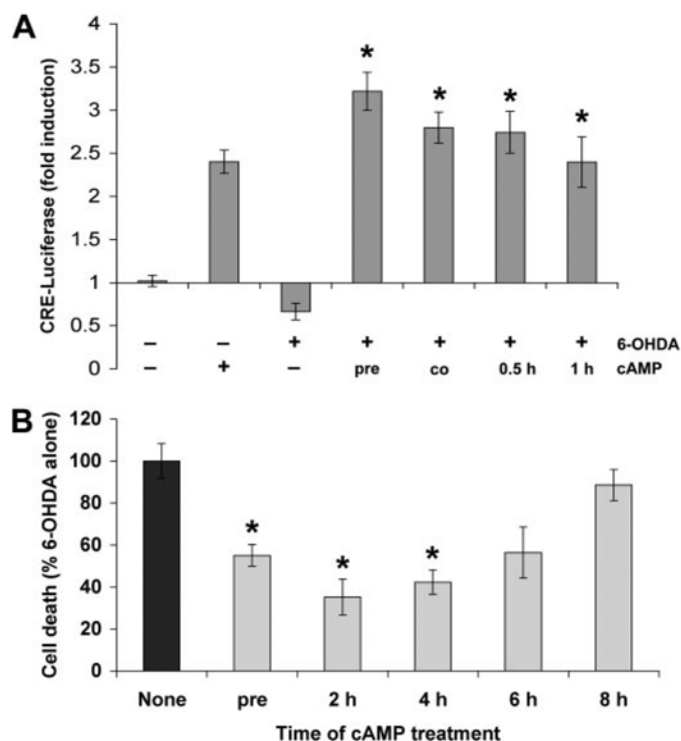 A
CRE-Luciferase (fold induction)
4
3.5
3
2.5
2
1.5
1
0.5
0
* * * *
– – + + + + + 6-OHDA
– + – pre co 0.5 h 1 h cAMP
B
Cell death (% 6-OHDA alone)
120
100
80
60
40
20
0
* * *
None pre 2 h 4 h 6 h 8 h
Time of cAMP treatment